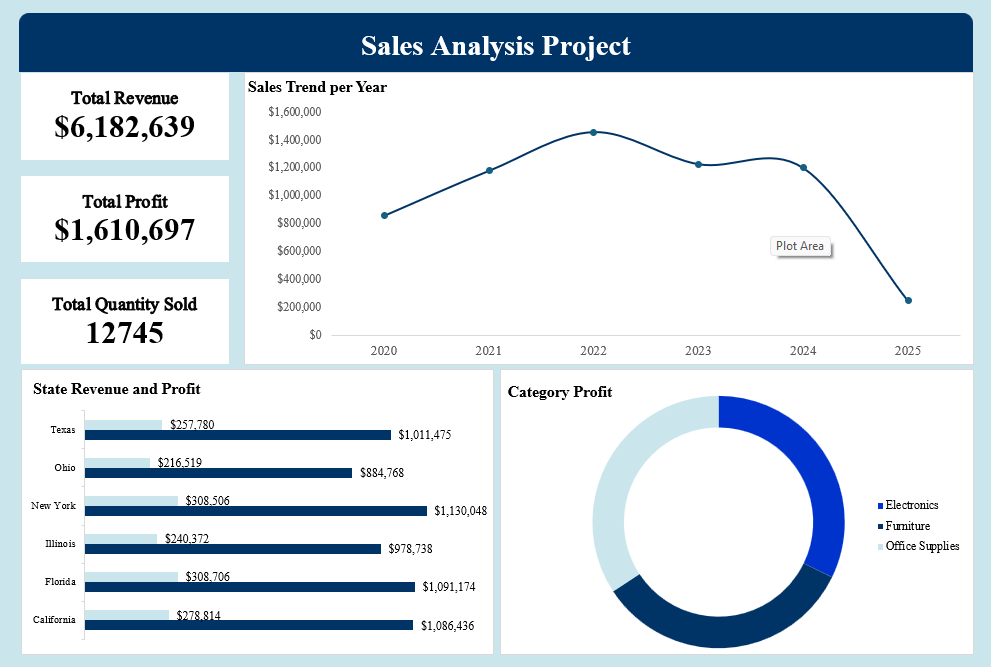 Sales Analysis Project
Total Revenue
$6,182,639
Total Profit
$1,610,697
Total Quantity Sold
12745
Sales Trend per Year
$1,600,000
$1,400,000
$1,200,000
$1,000,000
$800,000
$600,000
$400,000
$200,000
$0
Plot Area
2020 2021 2022 2023 2024 2025
State Revenue and Profit
Texas $257,780 $1,011,475
Ohio $216,519 $884,768
New York $308,506 $1,130,048
Illinois $240,372 $978,738
Florida $308,706 $1,091,174
California $278,814 $1,086,436
Category Profit
Electronics
Furniture
Office Supplies